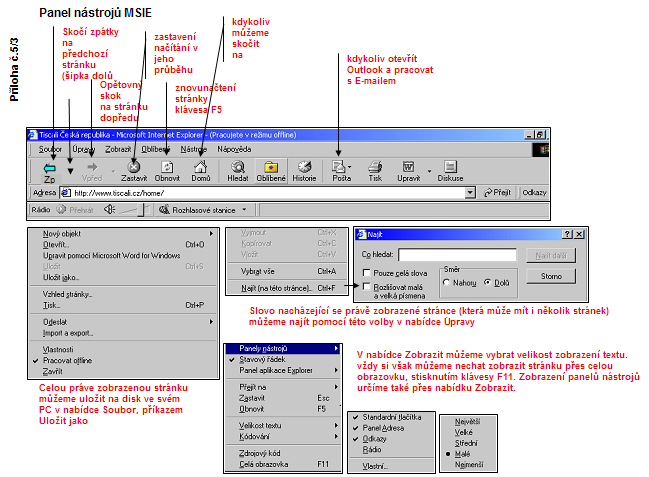 Příloha č.5/3
Panel nástrojů MSIE
Skočí zpátky
na
předchozí
stránku
(šipka dolů
Opětovný
skok
na stránku
dopředu
zastavení
načítání v
jeho
průběhu
znovunačtení
stránky
klávesa F5
kdykoliv
můžeme
skočit
na
kdykoliv otevřít
Outlook a pracovat
s E-mailem
Tiscali Česká republika - Microsoft Internet Explorer - (Pracujete v režimu offline)
Soubor Úpravy Zobrazit Oblíbené Nástroje Nápověda
Zp Vpřed Zastavit Obnovit Domů Hledat Oblíbené Historie Pošta Tisk Upravit Diskuse
Adresa http://www.tiscali.cz/home/ Přejít Odkazy
Rádio Přehrát Rozhlasové stanice
Nový objekt
Otevřít... Ctrl+O
Upravit pomocí Microsoft Word for Windows
Uložit Ctrl+S
Uložit jako...
Vzhled stránky...
Tisk... Ctrl+P
Odeslat
Import a export...
Vlastnosti
Pracovat offline
Zavřít
Vyjmout Ctrl+X
Kopírovat Ctrl+C
Vložit Ctrl+V
Vybrat vše Ctrl+A
Najít (na této stránce)... Ctrl+F
Najít
Co hledat: Najít další
Pouze celá slova
Rozlišovat malá
a velká písmena
Směr
Nahoru Dolů
Storno
Slovo nacházející se právě zobrazené stránce (která může mít i několik stránek)
můžeme najít pomocí této volby v nabídce Úpravy
Celou práve zobrazenou stránku
můžeme uložit na disk ve svém
PC v nabídce Soubor, příkazem
Uložit jako
Panely nástrojů
Stavový řádek
Panel aplikace Explorer
Přejít na
Zastavit Esc
Obnovit F5
Velikost textu
Kódování
Zdrojový kód
Celá obrazovka F11
V nabídce Zobrazit můžeme vybrat velikost zobrazení textu.
vždy si však můžeme nechat zobrazit stránku přes celou
obrazovku, stisknutím klávesy F11. Zobrazení panelů nástrojů
určíme také přes nabídku Zobrazit.
Standardní tlačítka
Panel Adresa
Odkazy
Rádio
Vlastní...
Největší
Velké
Střední
Malé
Nejmenší